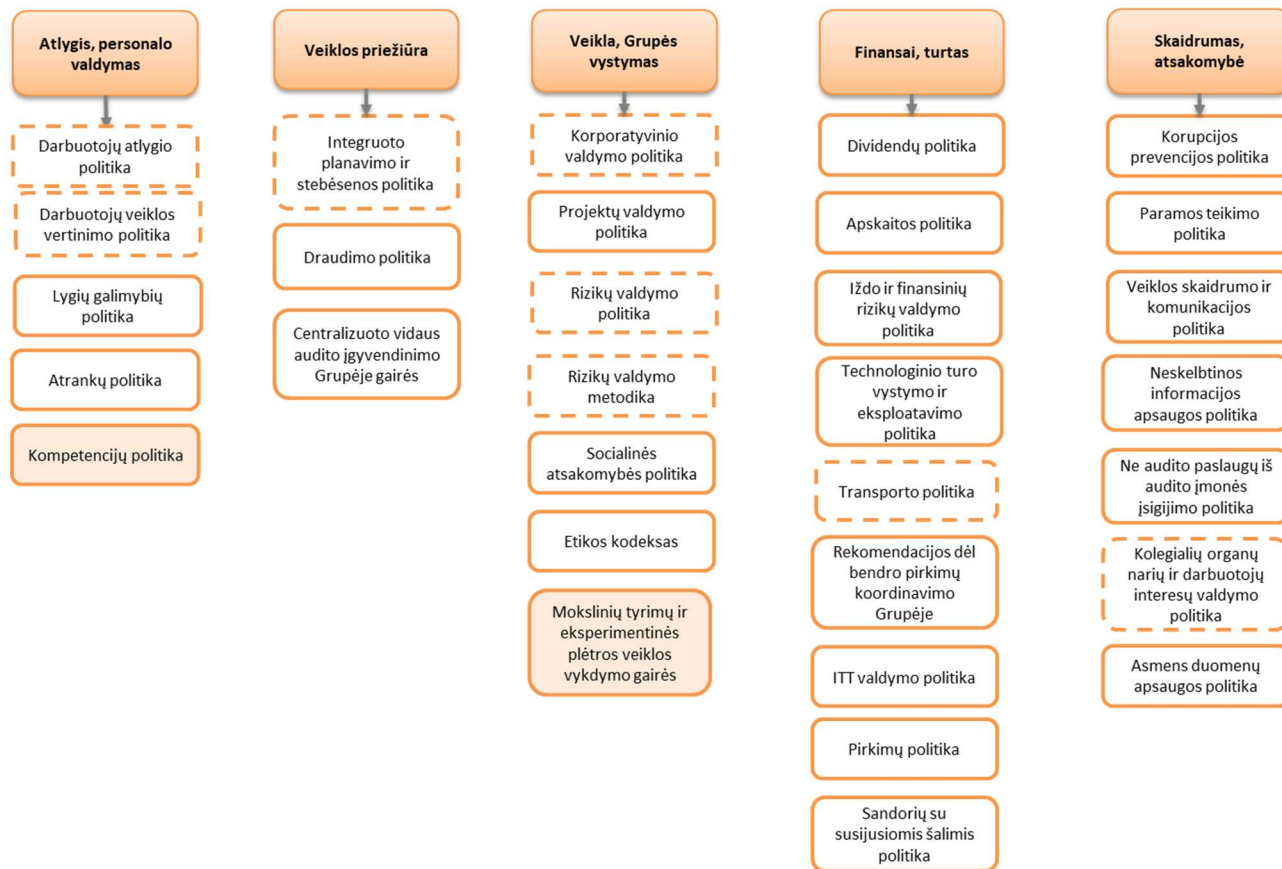 Atlygis, personalo
valdymas
Darbuotojų atlygio
politika
Darbuotojų veiklos
vertinimo politika
Lygių galimybių
politika
Atrankų politika
Kompetencijų politika
Veiklos priežiūra
Integruoto
planavimo ir
stebėsenos politika
Draudimo politika
Centralizuoto vidaus
audito įgyvendinimo
Grupėje gairės
Veikla, Grupės
vystymas
Korporatyvinio
valdymo politika
Projektų valdymo
politika
Rizikų valdymo
politika
Rizikų valdymo
metodika
Socialinės
atsakomybės politika
Etikos kodeksas
Mokslinių tyrimų ir
eksperimentinės
plėtros veiklos
vykdymo gairės
Finansai, turtas
Dividendų politika
Apskaitos politika
Iždo ir finansinių
rizikų valdymo
politika
Technologinio turo
vystymo ir
eksploatavimo
politika
Transporto politika
Rekomendacijos dėl
bendro pirkimų
koordinavimo
Grupėje
ITT valdymo politika
Pirkimų politika
Sandorių su
susijusiomis šalimis
politika
Skaidrumas,
atsakomybė
Korupcijos
prevencijos politika
Paramos teikimo
politika
Veiklos skaidrumo ir
komunikacijos
politika
Neskelbtinos
informacijos
apsaugos politika
Ne audito paslaugų iš
audito įmonės
įsigijimo politika
Kolegialių organų
narių ir darbuotojų
interesų valdymo
politika
Asmens duomenų
apsaugos politika